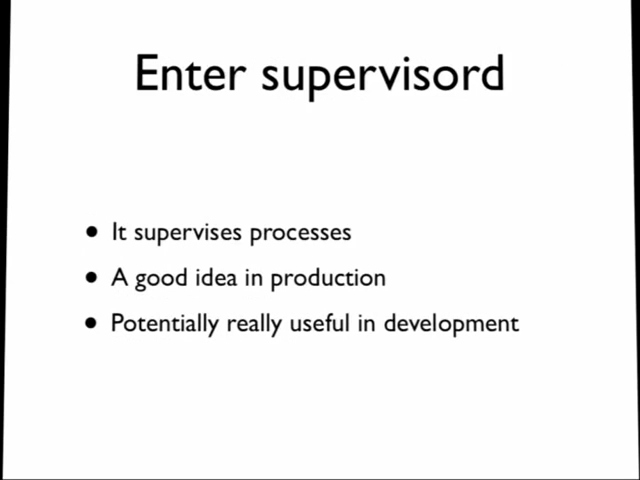 Enter supervisord
• It supervises processes
• A good idea in production
• Potentially really useful in development